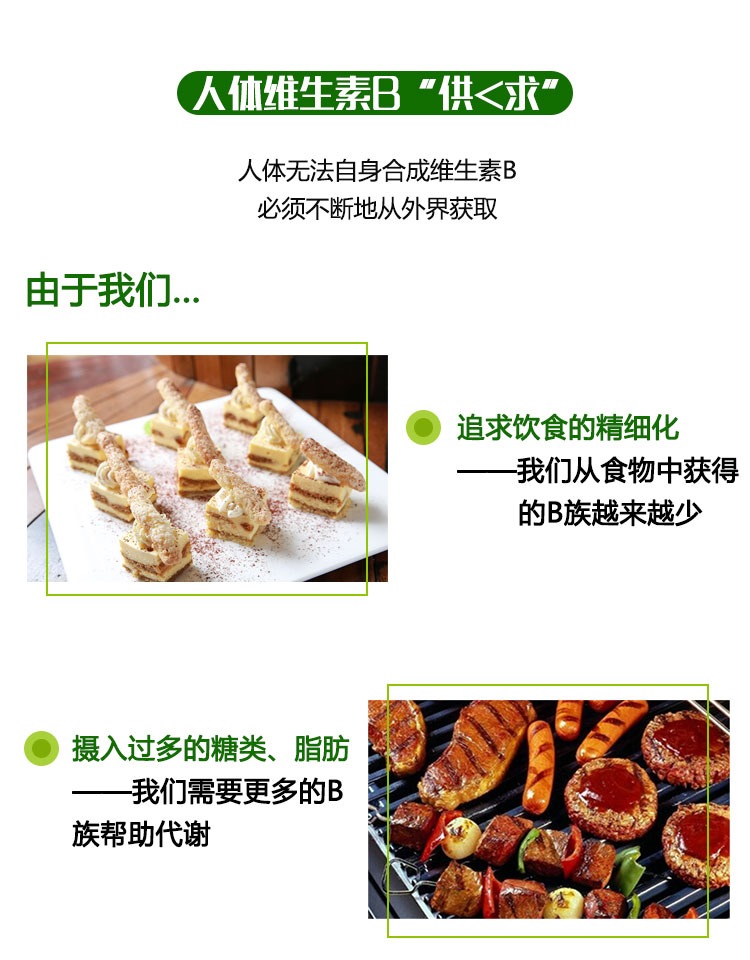 人体维生素B“供<求”
人体无法自身合成维生素B
必须不断地从外界获取
由于我们...
追求饮食的精细化
——我们从食物中获得
的B族越来越少
摄入过多的糖类、脂肪
——我们需要更多的B
族帮助代谢